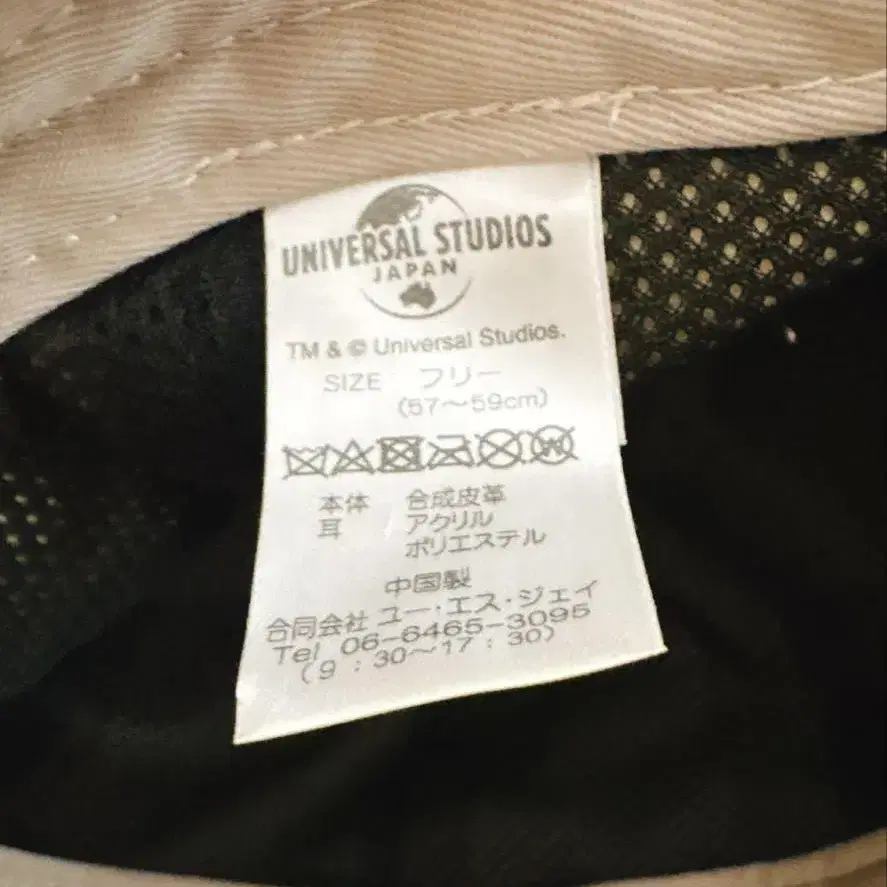 UNIVERSAL STUDIOS
JAPAN
TM & © Universal Studios.
SIZE フリー
(57〜59cm)
W
本体 合成皮革
耳 アクリル
ポリエステル
中国製
合同会社 ユー・エス・ジェイ
Tel 06-6465-3095
(9:30〜17:30)